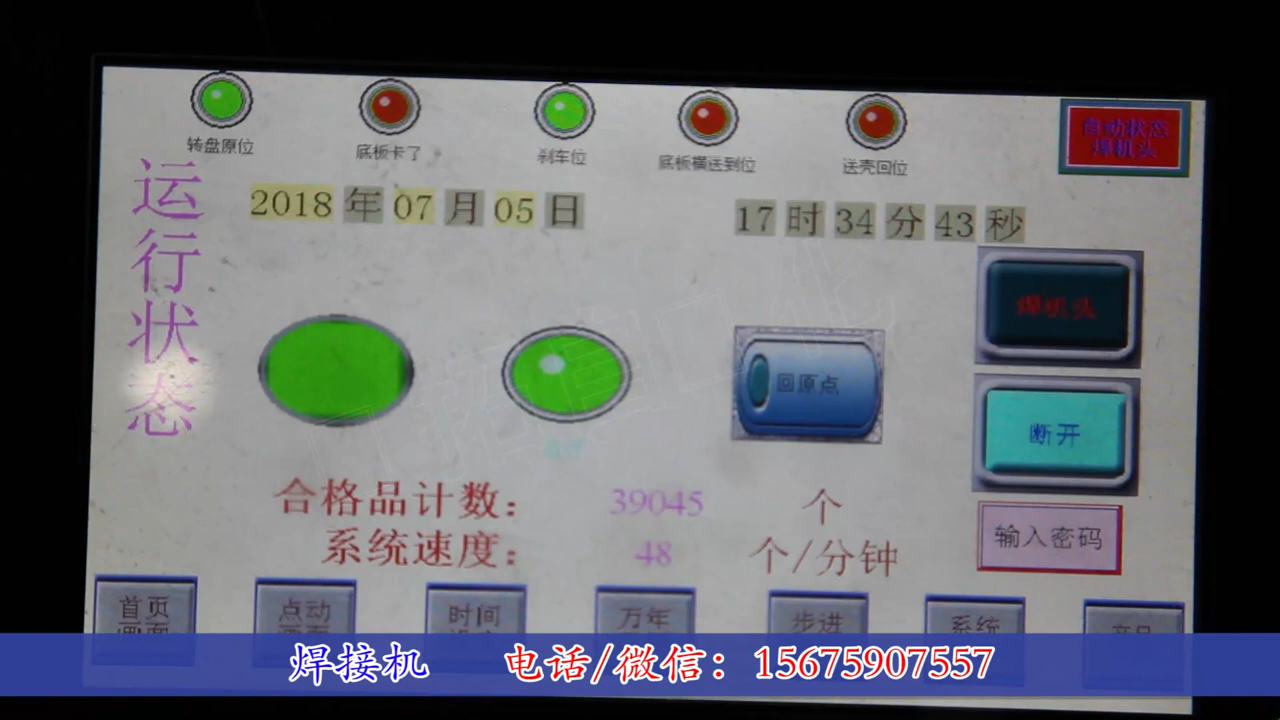 转盘原位
底板卡了
刹车位
底板横送到位
送壳回位
自动状态
焊机头
运行状态
2018 年 07 月 05 日
17 时 34 分 43 秒
焊机头
回原点
断开
合格品计数: 39045 个
系统速度: 48 个/分钟
输入密码
首页
画面
点动
画面
时间
万年
步进
系统
焊接机 电话/微信：15675907557